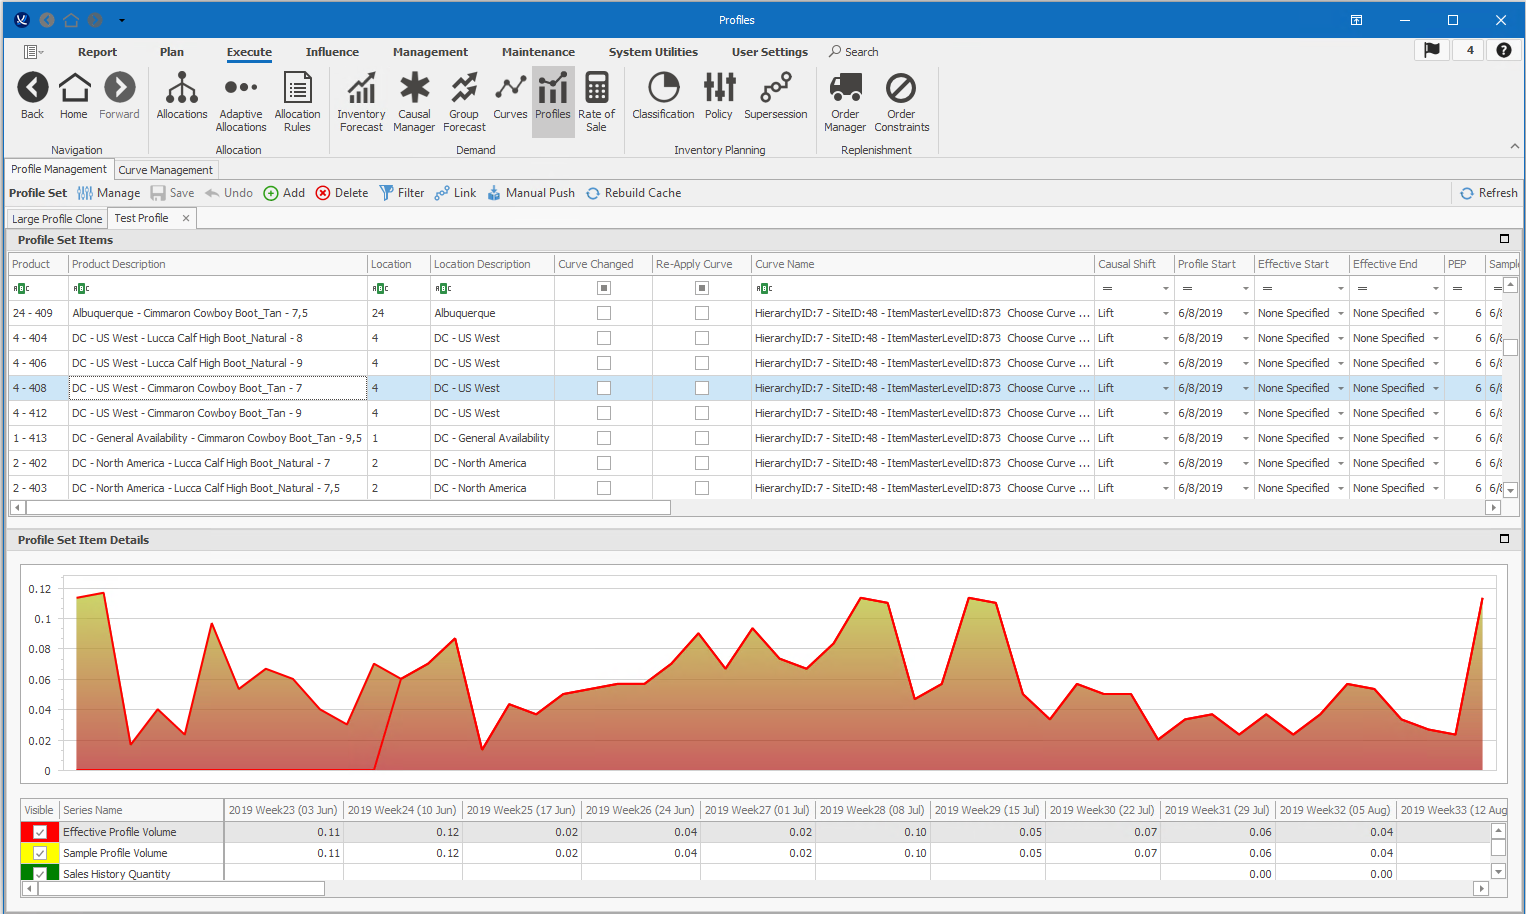 Profiles
Report Plan Execute Influence Management Maintenance System Utilities User Settings Search 4
Back Home Forward Allocations Adaptive Allocations Allocation Rules Inventory Forecast Causal Manager Group Forecast Curves Profiles Rate of Sale Classification Policy Supersession Order Manager Order Constraints
Navigation Allocation Demand Inventory Planning Replenishment
Profile Management Curve Management
Profile Set Manage Save Undo Add Delete Filter Link Manual Push Rebuild Cache Refresh
Large Profile Clone Test Profile
Profile Set Items
Product Product Description Location Location Description Curve Changed Re-Apply Curve Curve Name Causal Shift Profile Start Effective Start Effective End PEP Sample
24 - 409 Albuquerque - Cimmaron Cowboy Boot_Tan - 7,5 24 Albuquerque HierarchyID:7 - SiteID:48 - ItemMasterLevelID:873 Choose Curve ... Lift 6/8/2019 None Specified None Specified 6 6/8
4 - 404 DC - US West - Lucca Calf High Boot_Natural - 8 4 DC - US West HierarchyID:7 - SiteID:48 - ItemMasterLevelID:873 Choose Curve ... Lift 6/8/2019 None Specified None Specified 6 6/8
4 - 406 DC - US West - Lucca Calf High Boot_Natural - 9 4 DC - US West HierarchyID:7 - SiteID:48 - ItemMasterLevelID:873 Choose Curve ... Lift 6/8/2019 None Specified None Specified 6 6/8
4 - 408 DC - US West - Cimmaron Cowboy Boot_Tan - 7 4 DC - US West HierarchyID:7 - SiteID:48 - ItemMasterLevelID:873 Choose Curve ... Lift 6/8/2019 None Specified None Specified 6 6/8
4 - 412 DC - US West - Cimmaron Cowboy Boot_Tan - 9 4 DC - US West HierarchyID:7 - SiteID:48 - ItemMasterLevelID:873 Choose Curve ... Lift 6/8/2019 None Specified None Specified 6 6/8
1 - 413 DC - General Availability - Cimmaron Cowboy Boot_Tan - 9,5 1 DC - General Availability HierarchyID:7 - SiteID:48 - ItemMasterLevelID:873 Choose Curve ... Lift 6/8/2019 None Specified None Specified 6 6/8
2 - 402 DC - North America - Lucca Calf High Boot_Natural - 7 2 DC - North America HierarchyID:7 - SiteID:48 - ItemMasterLevelID:873 Choose Curve ... Lift 6/8/2019 None Specified None Specified 6 6/8
2 - 403 DC - North America - Lucca Calf High Boot_Natural - 7,5 2 DC - North America HierarchyID:7 - SiteID:48 - ItemMasterLevelID:873 Choose Curve ... Lift 6/8/2019 None Specified None Specified 6 6/8
Profile Set Item Details
0.12
0.1
0.08
0.06
0.04
0.02
0
Visible Series Name 2019 Week23 (03 Jun) 2019 Week24 (10 Jun) 2019 Week25 (17 Jun) 2019 Week26 (24 Jun) 2019 Week27 (01 Jul) 2019 Week28 (08 Jul) 2019 Week29 (15 Jul) 2019 Week30 (22 Jul) 2019 Week31 (29 Jul) 2019 Week32 (05 Aug) 2019 Week33 (12 Aug
Effective Profile Volume 0.11 0.12 0.02 0.04 0.02 0.10 0.05 0.07 0.06 0.04
Sample Profile Volume 0.11 0.12 0.02 0.04 0.02 0.10 0.05 0.07 0.06 0.04
Sales History Quantity 0.00 0.00